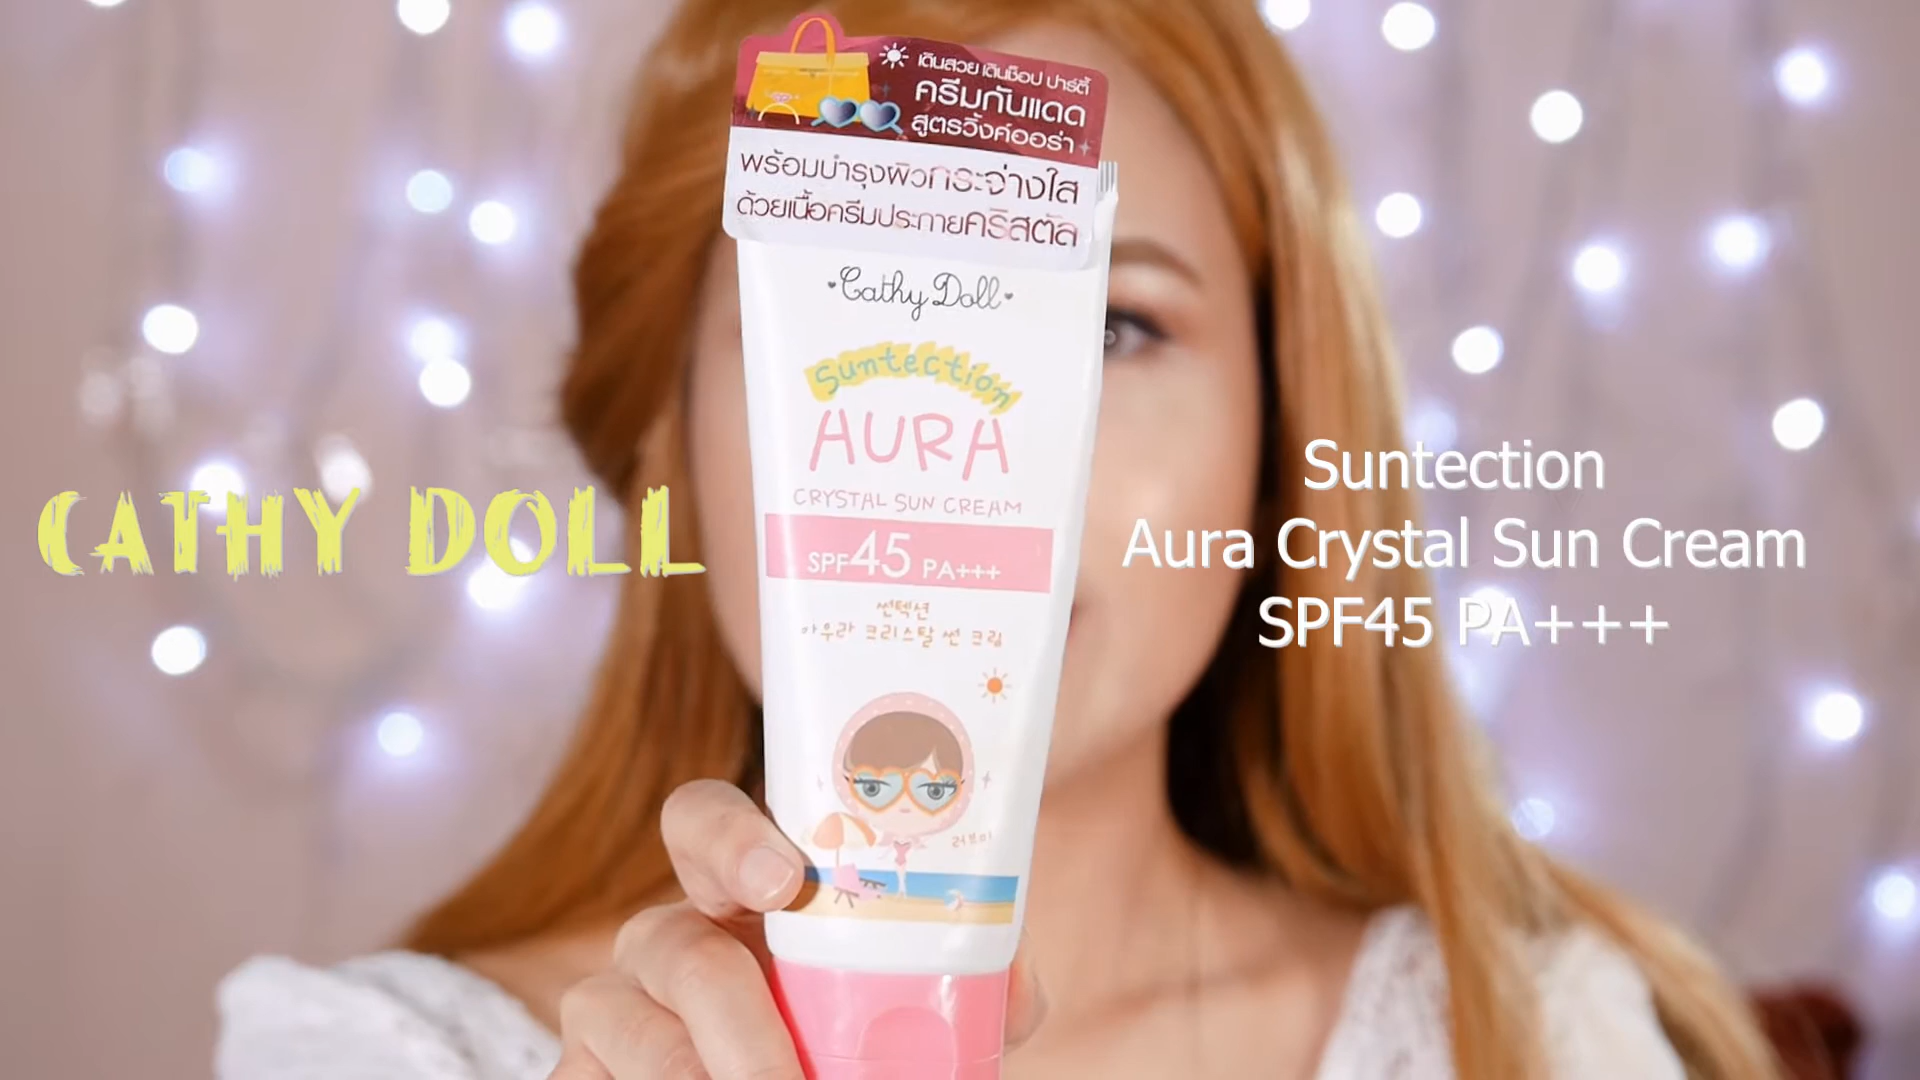 เดินสวย เดินช็อป ปาร์ตี้
ครีมกันแดด
สูตรวิ้งค์ออร่า
พร้อมบำรุงผิวกระจ่างใส
ด้วยเนื้อครีมประกายคริสตัล
Cathy Doll
Suntection
AURA
CRYSTAL SUN CREAM
SPF45 PA+++
썬텍션
아우라 크리스탈 썬 크림
러브미
CATHY DOLL
Suntection
Aura Crystal Sun Cream
SPF45 PA+++